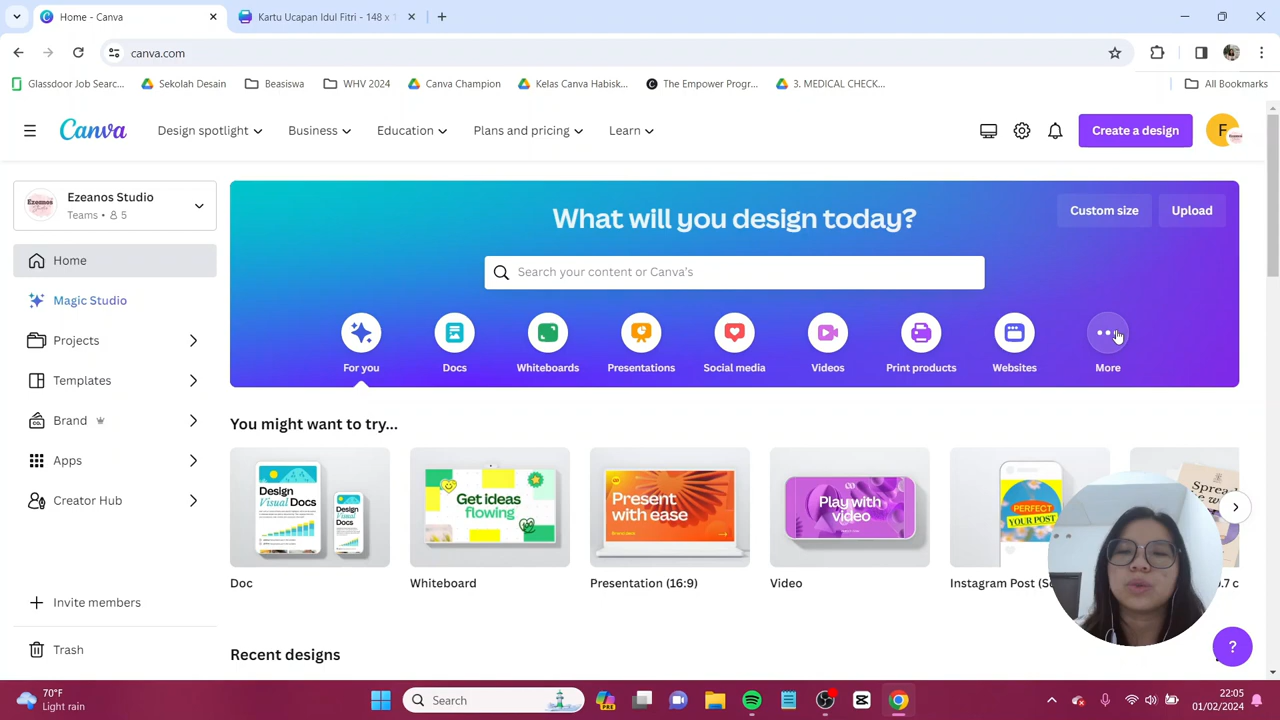 Home - Canva
Kartu Ucapan Idul Fitri - 148 x 1
canva.com
Glassdoor Job Searc...
Sekolah Desain
Beasiswa
WHV 2024
Canva Champion
Kelas Canva Habisk...
The Empower Progr...
3. MEDICAL CHECK...
All Bookmarks
Canva
Design spotlight
Business
Education
Plans and pricing
Learn
Create a design
F
Ezeanos Studio
Teams • 5
What will you design today?
Custom size
Upload
Search your content or Canva's
Home
Magic Studio
Projects
Templates
Brand
Apps
Creator Hub
Invite members
Trash
For you
Docs
Whiteboards
Presentations
Social media
Videos
Print products
Websites
More
You might want to try...
Design
Visual Docs
Design
Visual
Docs
Get ideas
flowing
Present
with ease
Play with
video
PERFECT
YOUR POST
Doc
Whiteboard
Presentation (16:9)
Video
Instagram Post (S
Recent designs
?
70°F
Light rain
Search
PRE
22:05
01/02/2024